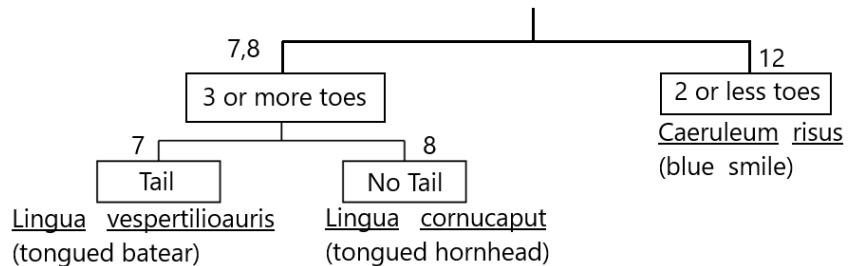 7,8
12
3 or more toes
2 or less toes
Caeruleum risus
(blue smile)
7
8
Tail
No Tail
Lingua vespertilioauris
(tongued batear)
Lingua cornucaput
(tongued hornhead)